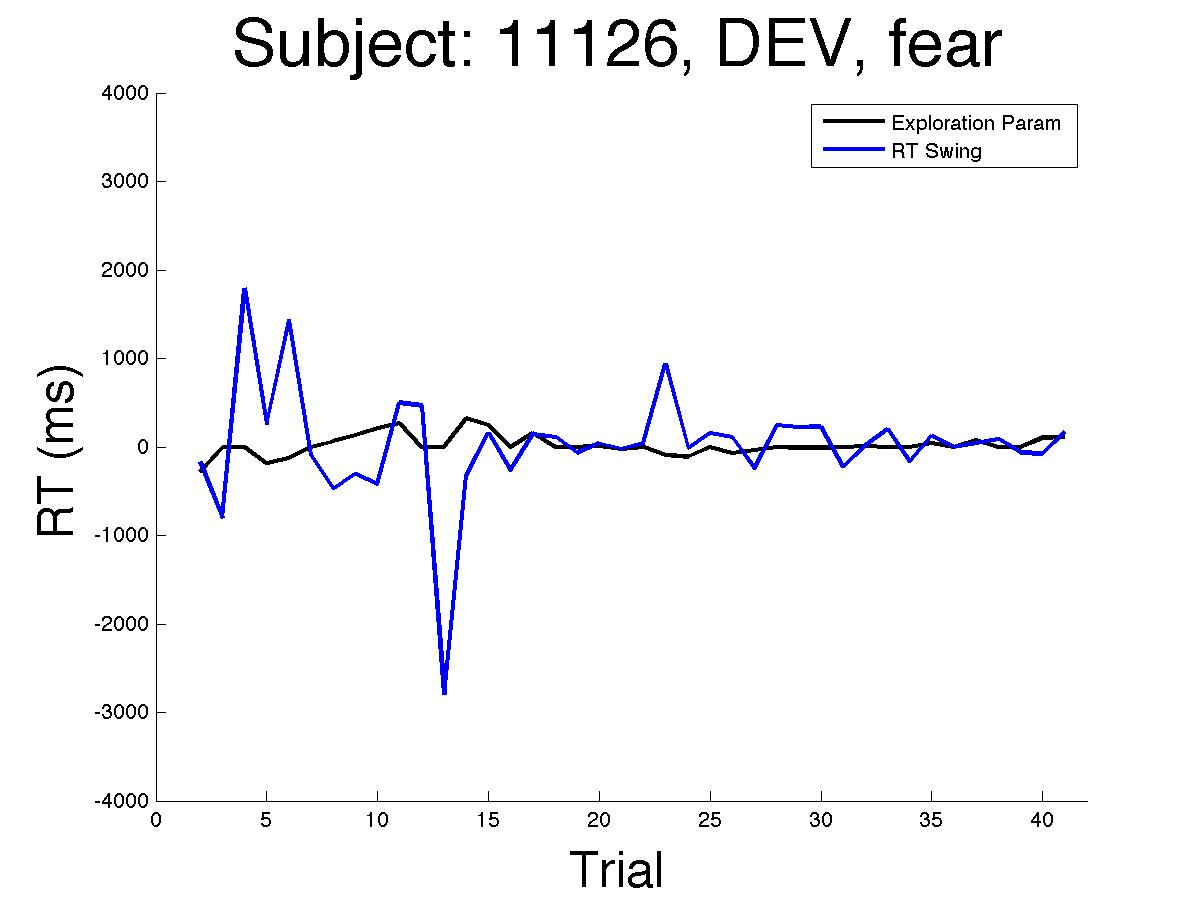 Subject: 11126, DEV, fear
Exploration Param
RT Swing
4000
3000
2000
1000
0
-1000
-2000
-3000
-4000
RT (ms)
0 5 10 15 20 25 30 35 40
Trial